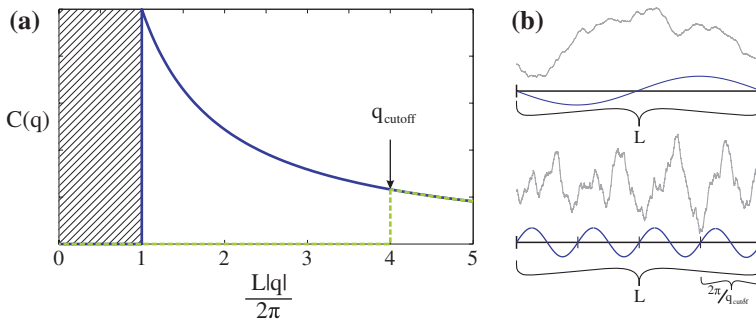 (a)
C(q)
q_cutoff
0 1 2 3 4 5
L|q|
2π
(b)
L
L
2π/q_cutoff